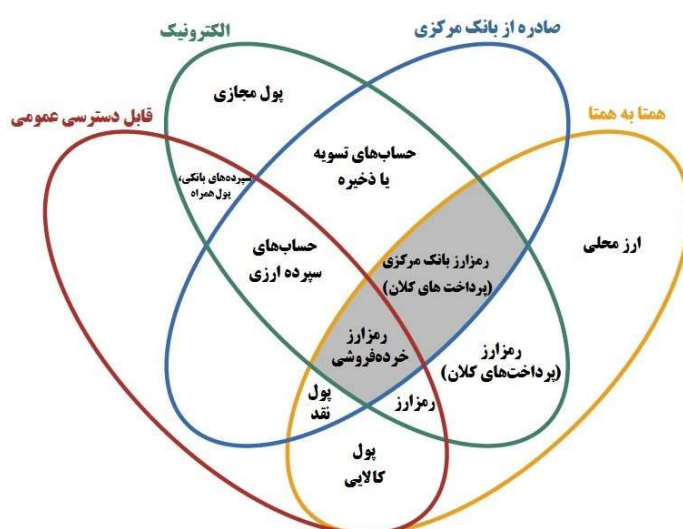 صادره از بانک مرکزی
الکترونیک
همتا به همتا
قابل دسترسی عمومی
پول مجازی
حساب‌های تسویه
یا ذخیره
سپرده‌های بانکی،
پول همراه
ارز محلی
حساب‌های
سپرده ارزی
رمزارز بانک مرکزی
(پرداخت های کلان)
رمزارز
خرده‌فروشی
رمزارز
(پرداخت‌های کلان)
پول
نقد
رمزارز
پول
کالایی